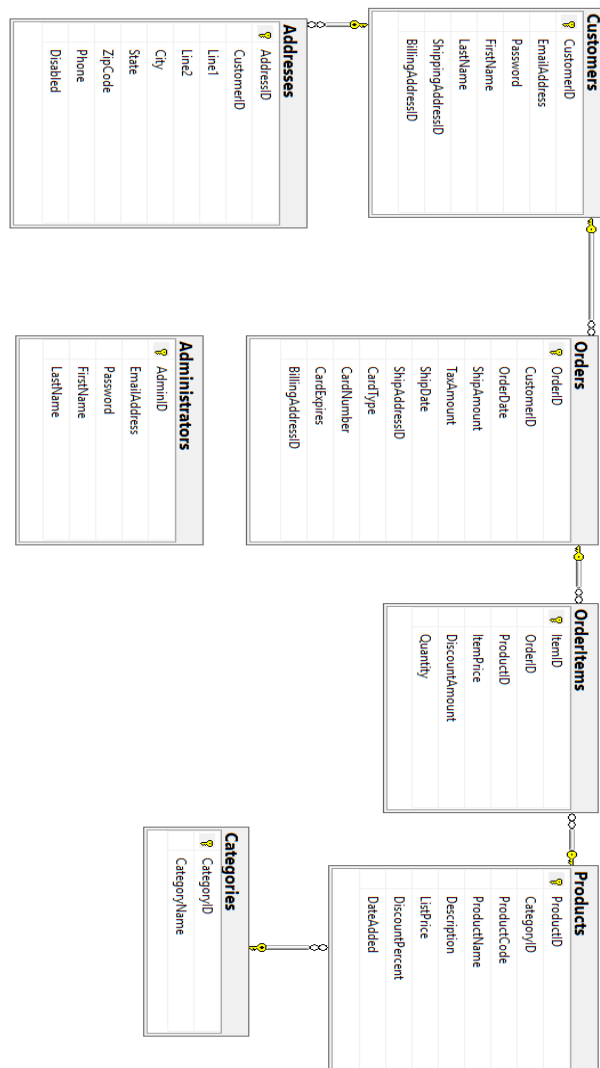 Customers
CustomerID
EmailAddress
Password
FirstName
LastName
ShippingAddressID
BillingAddressID
Addresses
AddressID
CustomerID
Line1
Line2
City
State
ZipCode
Phone
Disabled
Orders
OrderID
CustomerID
OrderDate
ShipAmount
TaxAmount
ShipDate
ShipAddressID
CardType
CardNumber
CardExpires
BillingAddressID
Administrators
AdminID
EmailAddress
Password
FirstName
LastName
OrderItems
ItemID
OrderID
ProductID
ItemPrice
DiscountAmount
Quantity
Products
ProductID
CategoryID
ProductCode
ProductName
Description
ListPrice
DiscountPercent
DateAdded
Categories
CategoryID
CategoryName